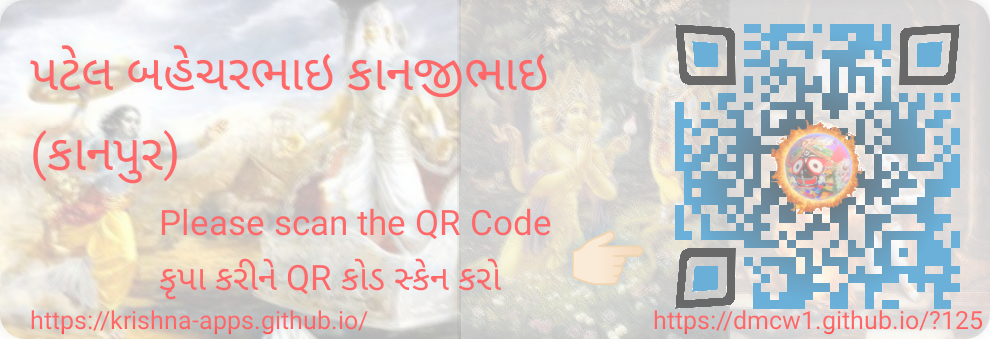 પટેલ બહેચરભાઇ કાનજીભાઇ
(કાનપુર)
Please scan the QR Code
કૃપા કરીને QR કોડ સ્કેન કરો
https://krishna-apps.github.io/
https://dmcw1.github.io/?125